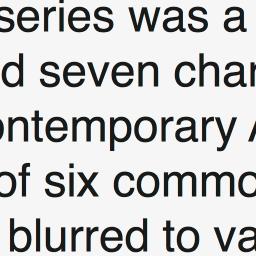 series was a
d seven char
ontemporary A
of six commo
blurred to va